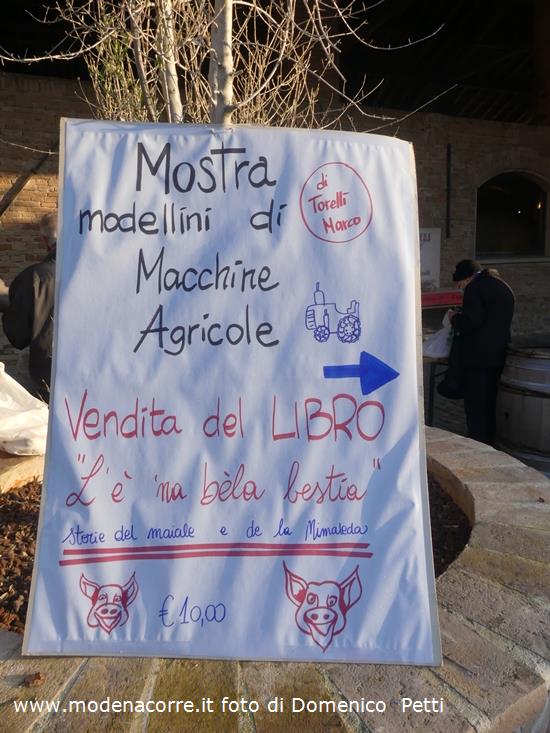 Mostra
modellini di
di
Torelli
Marco
Macchine
Agricole
Vendita del LIBRO
"L'è 'na bèla bestia"
storie del maiale e de la Mimaleda
€ 10,00
www.modenacorre.it foto di Domenico Petti